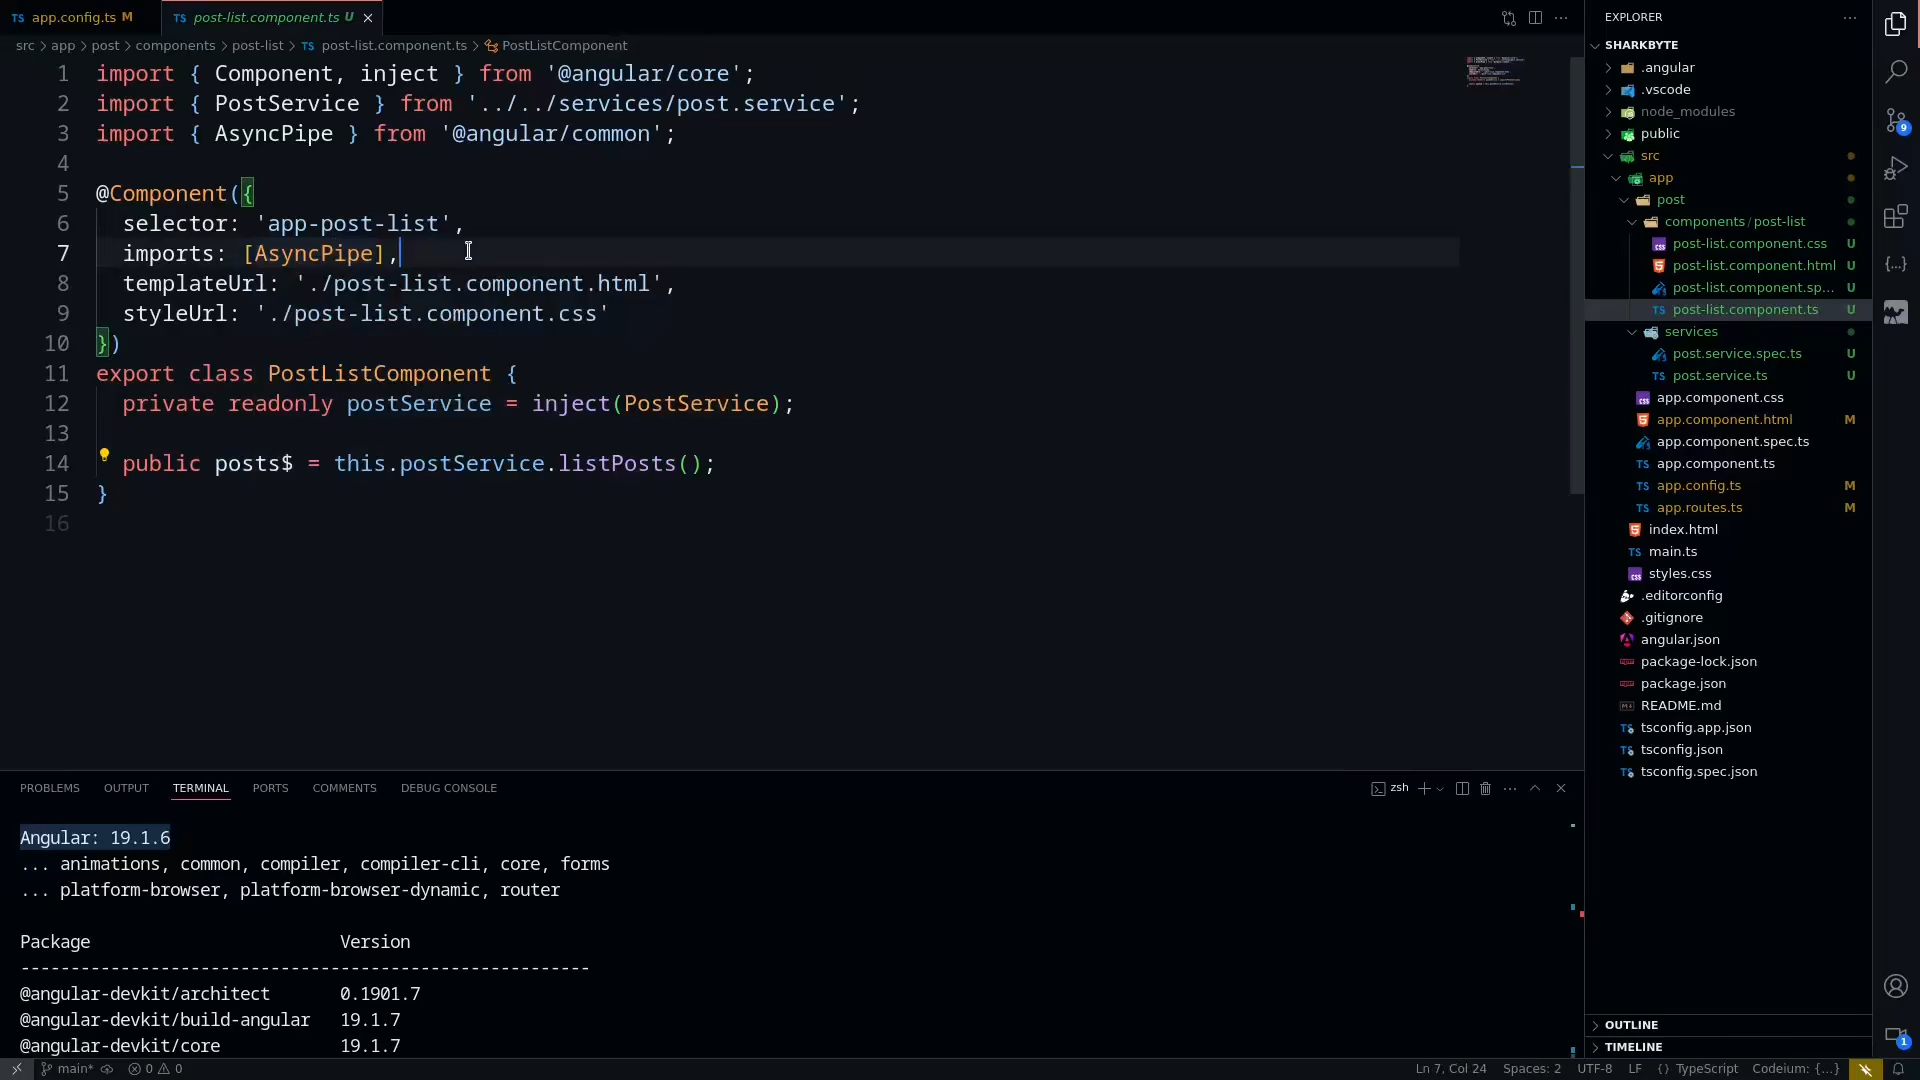 TS app.config.ts M
TS post-list.component.ts U
EXPLORER
src > app > post > components > post-list > TS post-list.component.ts > PostListComponent
SHARKBYTE
1 import { Component, inject } from '@angular/core';
2 import { PostService } from '../../services/post.service';
3 import { AsyncPipe } from '@angular/common';
4
5 @Component({
6 selector: 'app-post-list',
7 imports: [AsyncPipe],
8 templateUrl: './post-list.component.html',
9 styleUrl: './post-list.component.css'
10 })
11 export class PostListComponent {
12 private readonly postService = inject(PostService);
13
14 public posts$ = this.postService.listPosts();
15 }
16
.angular
.vscode
node_modules
public
src
app
post
components / post-list
post-list.component.css U
post-list.component.html U
post-list.component.sp... U
TS post-list.component.ts U
services
post.service.spec.ts U
TS post.service.ts U
app.component.css
app.component.html M
app.component.spec.ts
TS app.component.ts
TS app.config.ts M
TS app.routes.ts M
index.html
TS main.ts
styles.css
.editorconfig
.gitignore
angular.json
package-lock.json
package.json
README.md
tsconfig.app.json
tsconfig.json
tsconfig.spec.json
OUTLINE
TIMELINE
9
1
PROBLEMS OUTPUT TERMINAL PORTS COMMENTS DEBUG CONSOLE
zsh
Angular: 19.1.6
... animations, common, compiler, compiler-cli, core, forms
... platform-browser, platform-browser-dynamic, router
Package Version
---------------------------------------------------------
@angular-devkit/architect 0.1901.7
@angular-devkit/build-angular 19.1.7
@angular-devkit/core 19.1.7
main* 0 0
Ln 7, Col 24 Spaces: 2 UTF-8 LF {} TypeScript Codeium: {...}